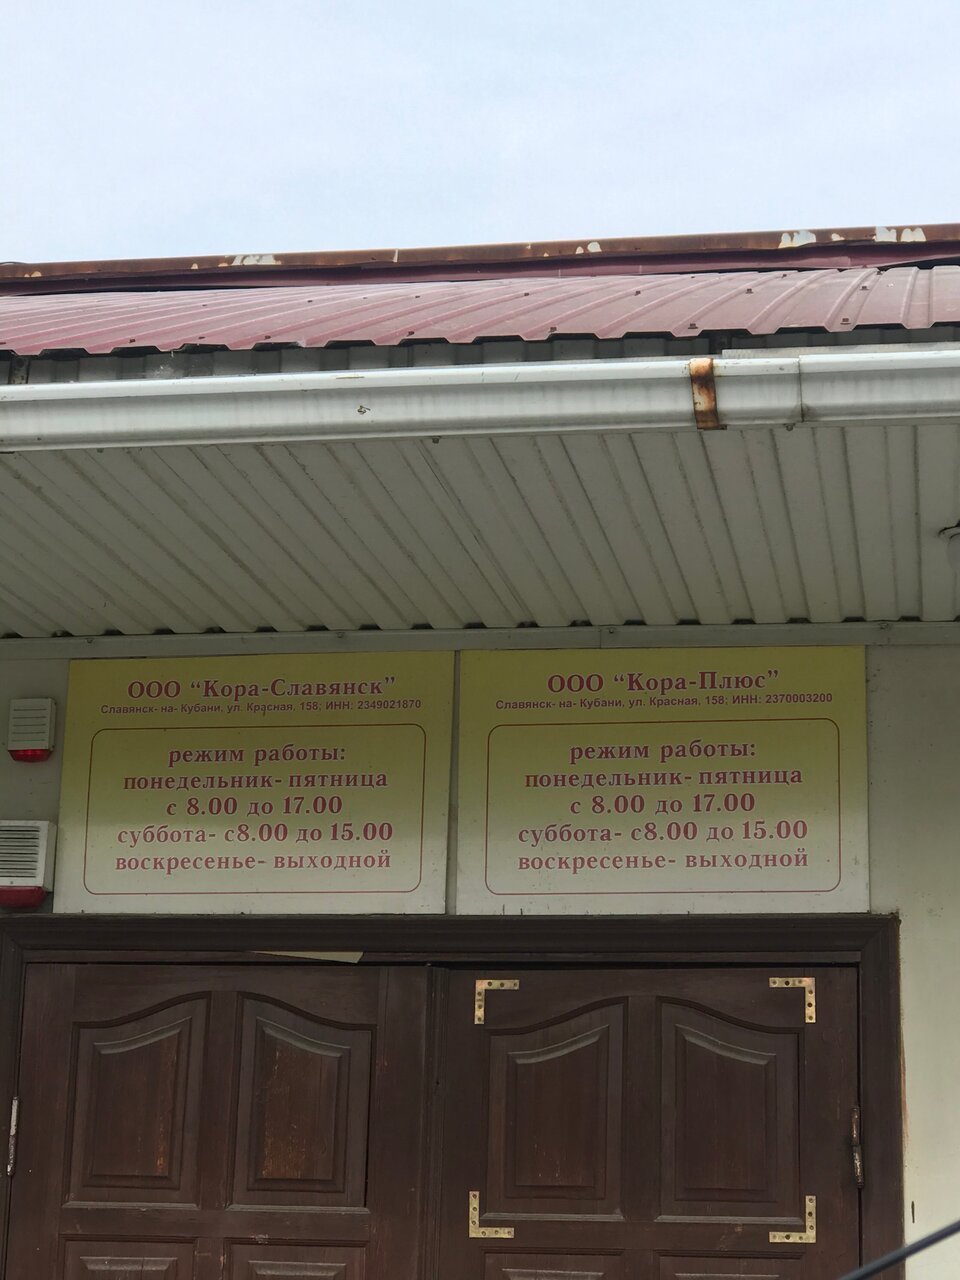 ООО “Кора-Славянск”
Славянск- на- Кубани, ул. Красная, 158; ИНН: 2349021870
режим работы:
понедельник- пятница
с 8.00 до 17.00
суббота- с8.00 до 15.00
воскресенье- выходной
ООО “Кора-Плюс”
Славянск- на- Кубани, ул. Красная, 158; ИНН: 2370003200
режим работы:
понедельник- пятница
с 8.00 до 17.00
суббота- с8.00 до 15.00
воскресенье- выходной